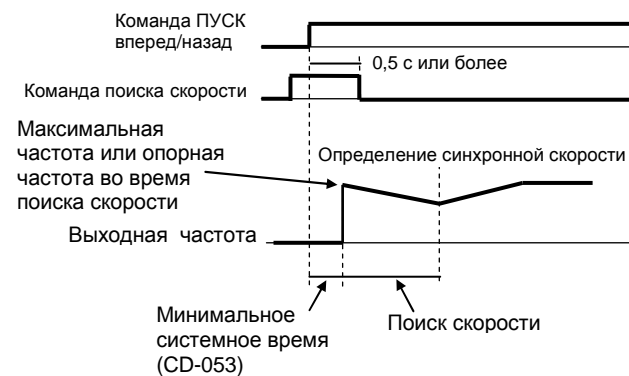 Команда ПУСК
вперед/назад
0,5 с или более
Команда поиска скорости
Максимальная
частота или опорная
частота во время
поиска скорости
Определение синхронной скорости
Выходная частота
Минимальное
системное время
(CD-053)
Поиск скорости